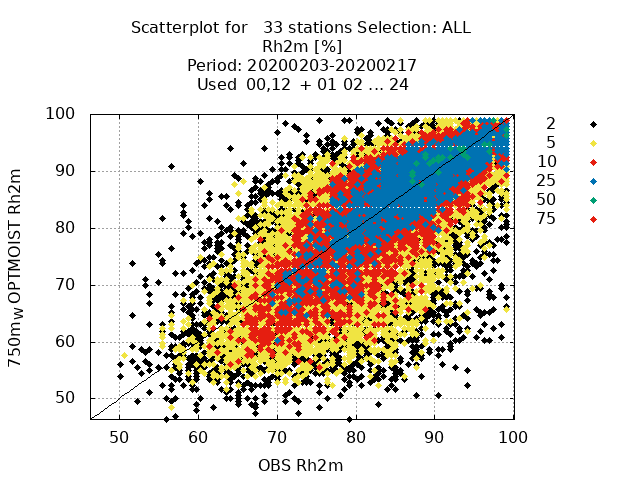 Scatterplot for   33 stations Selection: ALL
Rh2m [%]
Period: 20200203-20200217
Used  00,12  + 01 02 ... 24
100
90
80
70
60
50
750mw OPTMOIST Rh2m
50 60 70 80 90 100
OBS Rh2m
2
5
10
25
50
75